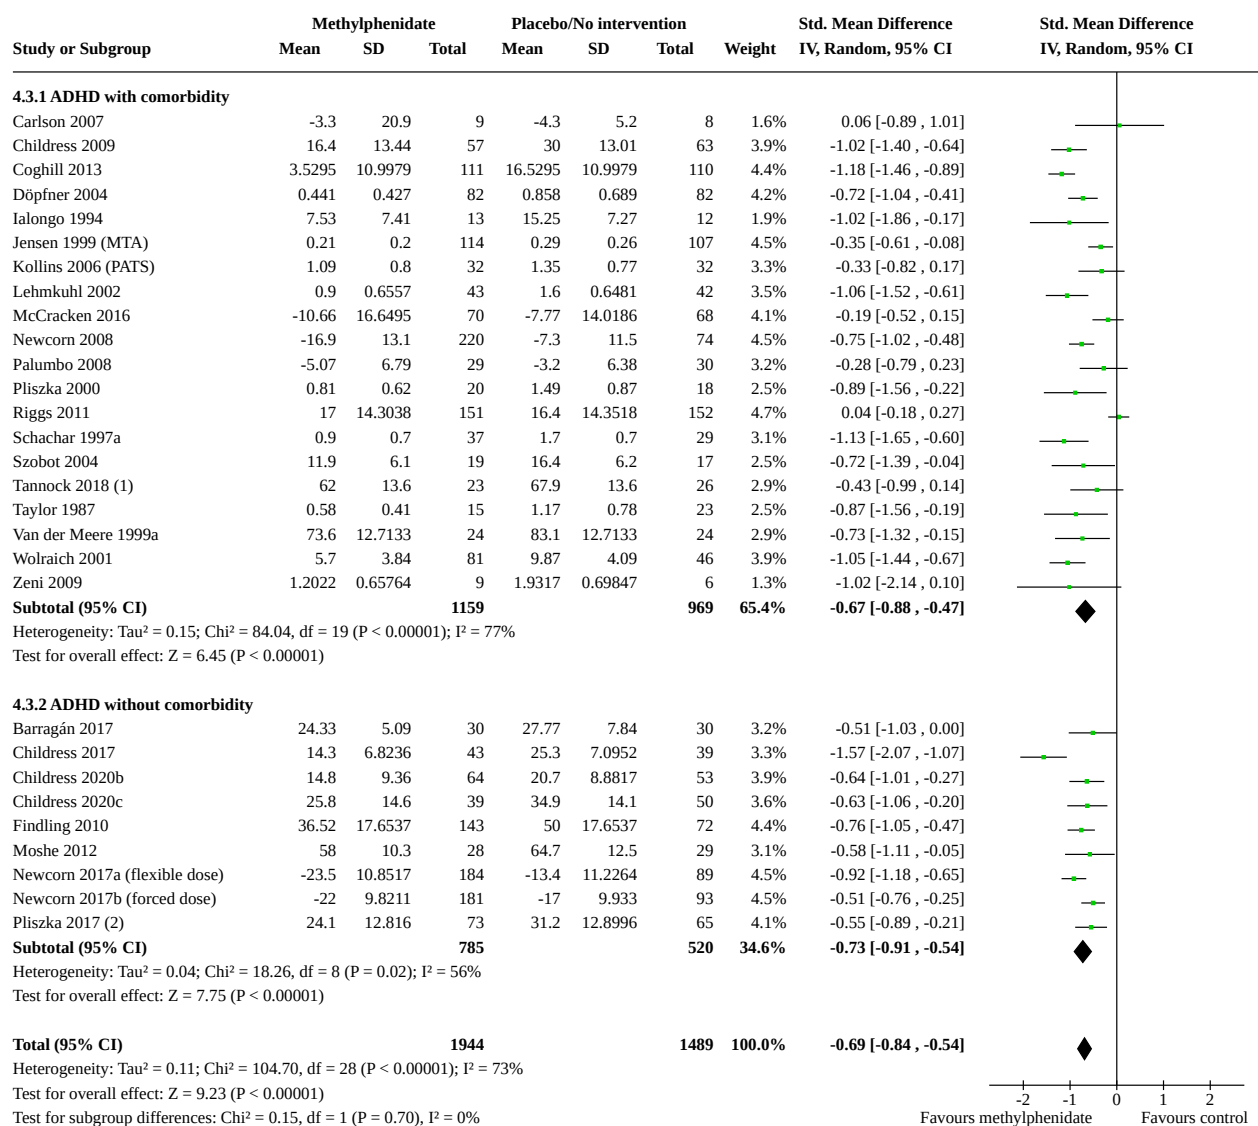 Methylphenidate Placebo/No intervention Std. Mean Difference Std. Mean Difference
Study or Subgroup Mean SD Total Mean SD Total Weight IV, Random, 95% CI IV, Random, 95% CI
4.3.1 ADHD with comorbidity
Carlson 2007 -3.3 20.9 9 -4.3 5.2 8 1.6% 0.06 [-0.89 , 1.01]
Childress 2009 16.4 13.44 57 30 13.01 63 3.9% -1.02 [-1.40 , -0.64]
Coghill 2013 3.5295 10.9979 111 16.5295 10.9979 110 4.4% -1.18 [-1.46 , -0.89]
Döpfner 2004 0.441 0.427 82 0.858 0.689 82 4.2% -0.72 [-1.04 , -0.41]
Ialongo 1994 7.53 7.41 13 15.25 7.27 12 1.9% -1.02 [-1.86 , -0.17]
Jensen 1999 (MTA) 0.21 0.2 114 0.29 0.26 107 4.5% -0.35 [-0.61 , -0.08]
Kollins 2006 (PATS) 1.09 0.8 32 1.35 0.77 32 3.3% -0.33 [-0.82 , 0.17]
Lehmkuhl 2002 0.9 0.6557 43 1.6 0.6481 42 3.5% -1.06 [-1.52 , -0.61]
McCracken 2016 -10.66 16.6495 70 -7.77 14.0186 68 4.1% -0.19 [-0.52 , 0.15]
Newcorn 2008 -16.9 13.1 220 -7.3 11.5 74 4.5% -0.75 [-1.02 , -0.48]
Palumbo 2008 -5.07 6.79 29 -3.2 6.38 30 3.2% -0.28 [-0.79 , 0.23]
Pliszka 2000 0.81 0.62 20 1.49 0.87 18 2.5% -0.89 [-1.56 , -0.22]
Riggs 2011 17 14.3038 151 16.4 14.3518 152 4.7% 0.04 [-0.18 , 0.27]
Schachar 1997a 0.9 0.7 37 1.7 0.7 29 3.1% -1.13 [-1.65 , -0.60]
Szobot 2004 11.9 6.1 19 16.4 6.2 17 2.5% -0.72 [-1.39 , -0.04]
Tannock 2018 (1) 62 13.6 23 67.9 13.6 26 2.9% -0.43 [-0.99 , 0.14]
Taylor 1987 0.58 0.41 15 1.17 0.78 23 2.5% -0.87 [-1.56 , -0.19]
Van der Meere 1999a 73.6 12.7133 24 83.1 12.7133 24 2.9% -0.73 [-1.32 , -0.15]
Wolraich 2001 5.7 3.84 81 9.87 4.09 46 3.9% -1.05 [-1.44 , -0.67]
Zeni 2009 1.2022 0.65764 9 1.9317 0.69847 6 1.3% -1.02 [-2.14 , 0.10]
Subtotal (95% CI) 1159 969 65.4% -0.67 [-0.88 , -0.47]
Heterogeneity: Tau² = 0.15; Chi² = 84.04, df = 19 (P < 0.00001); I² = 77%
Test for overall effect: Z = 6.45 (P < 0.00001)
4.3.2 ADHD without comorbidity
Barragán 2017 24.33 5.09 30 27.77 7.84 30 3.2% -0.51 [-1.03 , 0.00]
Childress 2017 14.3 6.8236 43 25.3 7.0952 39 3.3% -1.57 [-2.07 , -1.07]
Childress 2020b 14.8 9.36 64 20.7 8.8817 53 3.9% -0.64 [-1.01 , -0.27]
Childress 2020c 25.8 14.6 39 34.9 14.1 50 3.6% -0.63 [-1.06 , -0.20]
Findling 2010 36.52 17.6537 143 50 17.6537 72 4.4% -0.76 [-1.05 , -0.47]
Moshe 2012 58 10.3 28 64.7 12.5 29 3.1% -0.58 [-1.11 , -0.05]
Newcorn 2017a (flexible dose) -23.5 10.8517 184 -13.4 11.2264 89 4.5% -0.92 [-1.18 , -0.65]
Newcorn 2017b (forced dose) -22 9.8211 181 -17 9.933 93 4.5% -0.51 [-0.76 , -0.25]
Pliszka 2017 (2) 24.1 12.816 73 31.2 12.8996 65 4.1% -0.55 [-0.89 , -0.21]
Subtotal (95% CI) 785 520 34.6% -0.73 [-0.91 , -0.54]
Heterogeneity: Tau² = 0.04; Chi² = 18.26, df = 8 (P = 0.02); I² = 56%
Test for overall effect: Z = 7.75 (P < 0.00001)
Total (95% CI) 1944 1489 100.0% -0.69 [-0.84 , -0.54]
Heterogeneity: Tau² = 0.11; Chi² = 104.70, df = 28 (P < 0.00001); I² = 73%
Test for overall effect: Z = 9.23 (P < 0.00001)
-2 -1 0 1 2
Test for subgroup differences: Chi² = 0.15, df = 1 (P = 0.70), I² = 0% Favours methylphenidate Favours control